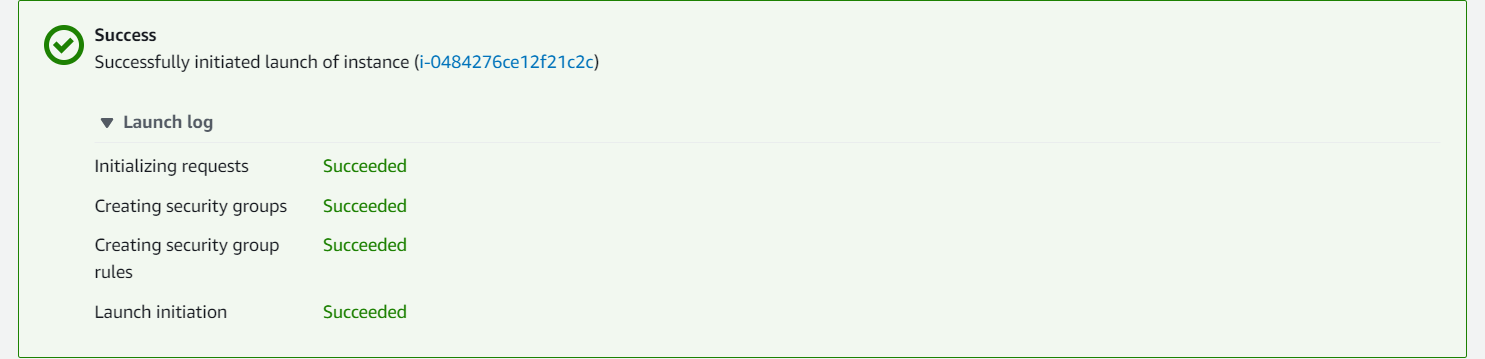 Success
Successfully initiated launch of instance (i-0484276ce12f21c2c)
Launch log
Initializing requests Succeeded
Creating security groups Succeeded
Creating security group Succeeded
rules
Launch initiation Succeeded